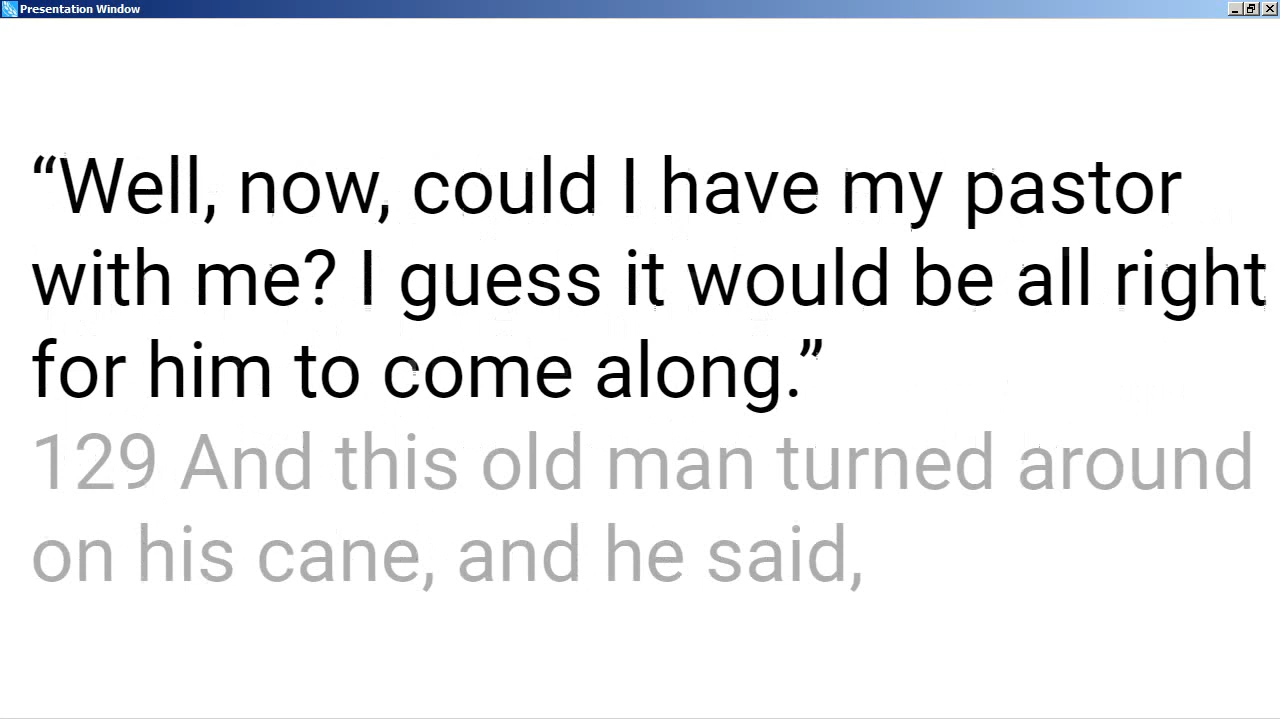 Presentation Window
“Well, now, could I have my pastor
with me? I guess it would be all right
for him to come along.”
129 And this old man turned around
on his cane, and he said,